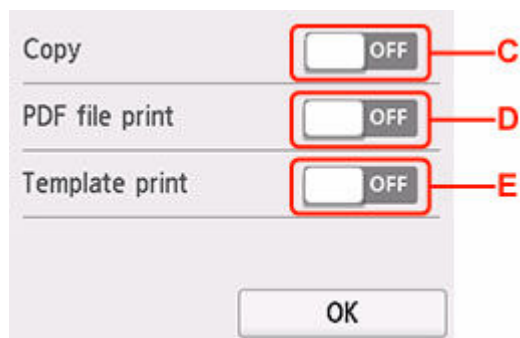 Copy OFF C
PDF file print OFF D
Template print OFF E
OK